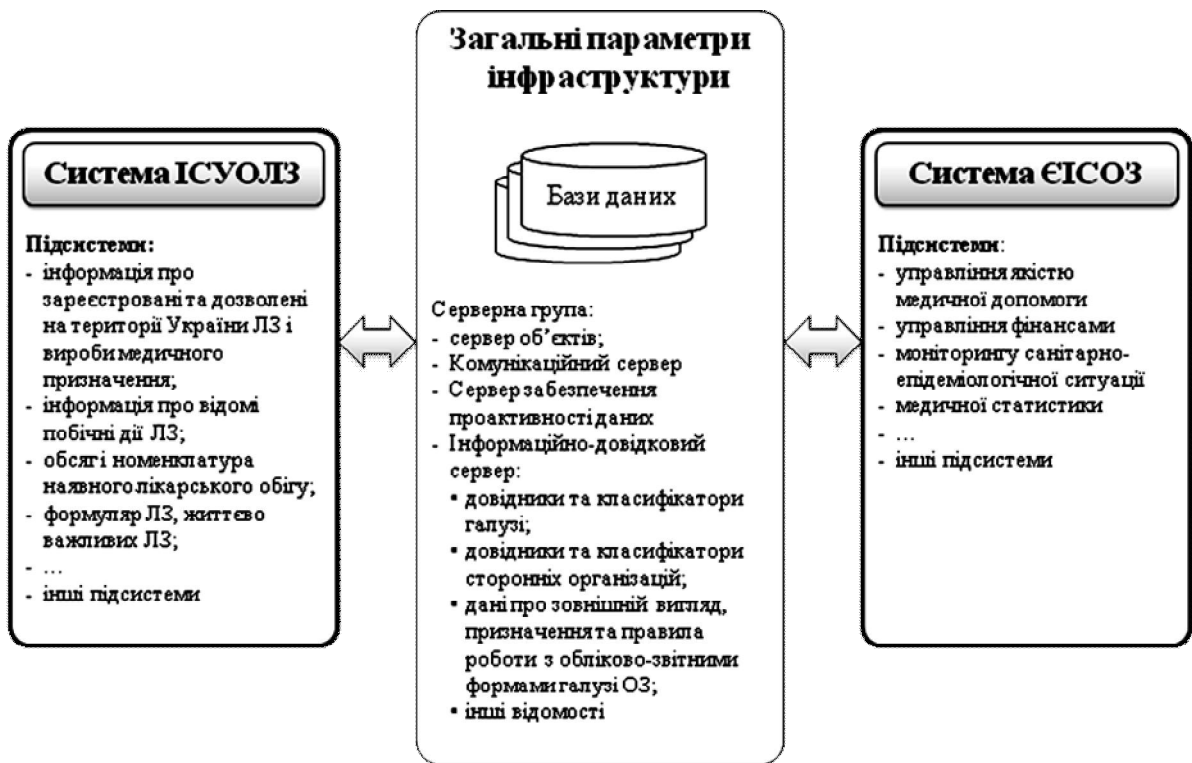 Система ІСУОЛЗ
Підсистеми:
- інформація про
зареєстровані та дозволені
на території України ЛЗ і
вироби медичного
призначення;
- інформація про відомі
побічні дії ЛЗ;
- обсяг і номенклатура
наявного лікарського обігу;
- формуляр ЛЗ, життєво
важливих ЛЗ;
- ...
- інші підсистеми
Загальні параметри
інфраструктури
Бази даних
Серверна група:
- сервер об’єктів;
- Комунікаційний сервер
- Сервер забезпечення
проактивності даних
- Інформаційно-довідковий
сервер:
▪ довідники та класифікатори
галузі;
▪ довідники та класифікатори
сторонніх організацій;
▪ дані про зовнішній вигляд,
призначення та правила
роботи з обліково-звітними
формами галузі ОЗ;
▪ інші відомості
Система ЄІСОЗ
Підсистеми:
- управління якістю
медичної допомоги
- управління фінансами
- моніторингу санітарно-
епідеміологічної ситуації
- медичної статистики
- ...
- інші підсистеми